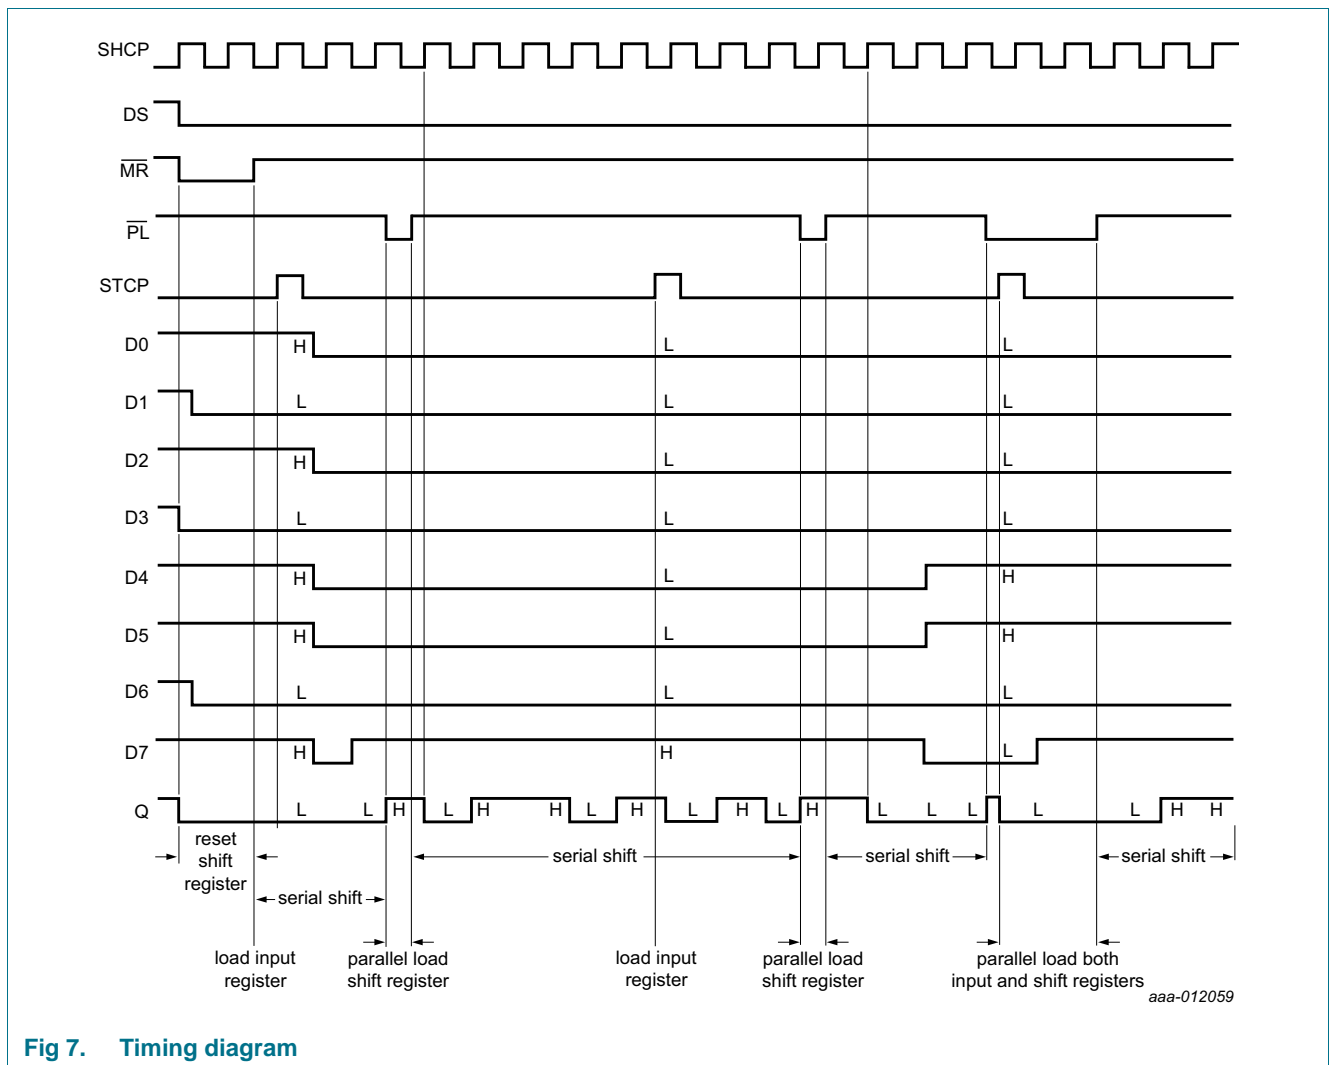 SHCP
DS
MR
PL
STCP
D0 H L L
D1 L L L
D2 H L L
D3 L L L
D4 H L H
D5 H L H
D6 L L L
D7 H H L
Q L L H L H H L H L H L H L L L L L H H
reset
shift
register
serial shift
serial shift
serial shift
serial shift
load input
register
parallel load
shift register
load input
register
parallel load
shift register
parallel load both
input and shift registers
aaa-012059
Fig 7. Timing diagram